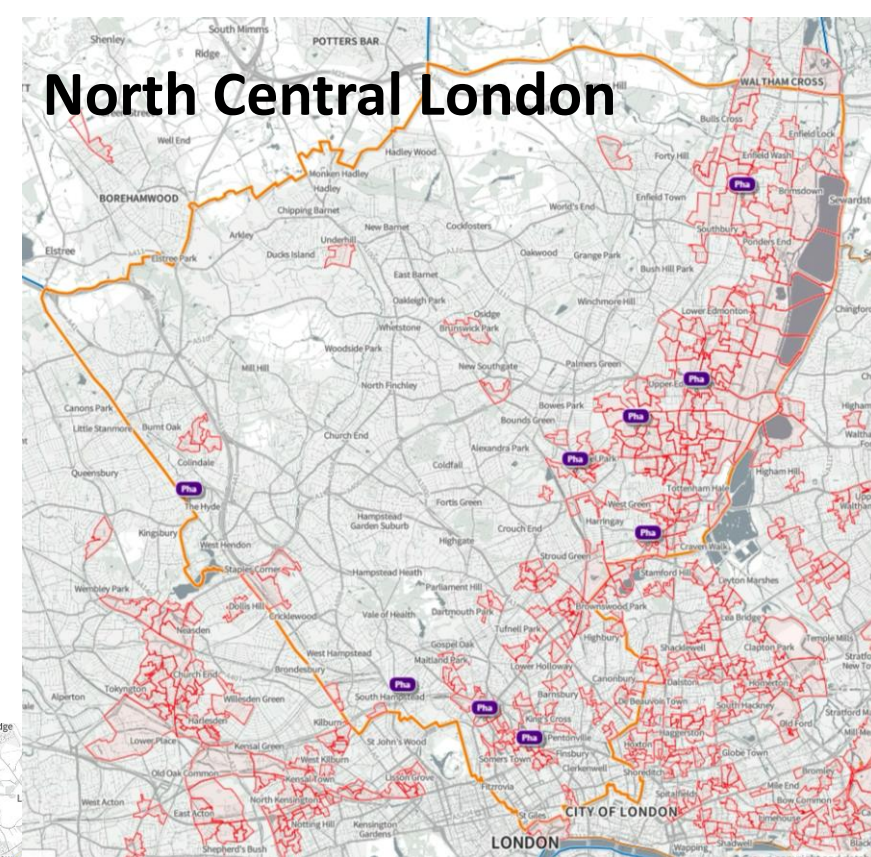 North Central London
Shenley
South Mimms
Ridge
POTTERS BAR
WALTHAM CROSS
Well End
Bulls Cross
Enfield Lock
Hadley Wood
Forty Hill
Enfield Wash
Monken Hadley
Pha
Hadley
Brimsdown
BOREHAMWOOD
Enfield Town
Chipping Barnet
World's End
Arkley
New Barnet
Cockfosters
Southbury
Underhill
Ponders End
Elstree
Elstree Park
Ducks Island
Oakwood
Grange Park
East Barnet
Bush Hill Park
Oakleigh Park
Winchmore Hill
Osidge
Lower Edmonton
Whetstone
Brunswick Park
Woodside Park
Mill Hill
New Southgate
Palmers Green
North Finchley
Pha
Canons Park
Bowes Park
Pha
Little Stanmore
Burnt Oak
Church End
Bounds Green
Alexandra Park
Pha
Colindale
Coldfall
Queensbury
Higham Hill
Pha
Tottenham Hale
The Hyde
Fortis Green
West Green
Hampstead
Garden Suburb
Harringay
Kingsbury
Crouch End
Pha
West Hendon
Highgate
Craven Walk
Stroud Green
Staples Corner
Hampstead Heath
Stamford Hill
Leyton Marshes
Wembley Park
Parliament Hill
Dollis Hill
Brownswood Park
Cricklewood
Vale of Health
Dartmouth Park
Lea Bridge
Neasden
Tufnell Park
Highbury
Temple Mills
Gospel Oak
Shacklewell
Clapton Park
West Hampstead
Maitland Park
Lower Holloway
Church End
Brondesbury
Canonbury
Dalston
Homerton
Tokyngton
Pha
Alperton
Willesden Green
South Hampstead
Barnsbury
De Beauvoir Town
Pha
South Hackney
Harlesden
Kilburn
King's Cross
Old Ford
Lower Place
Kensal Green
St John's Wood
Pha
Pentonville
Haggerston
Hoxton
Finsbury
Globe Town
West Kilburn
Somers Town
Old Oak Common
Kensal Town
Lisson Grove
Clerkenwell
Shoreditch
Bromley
Fitzrovia
Mile End
West Acton
North Kensington
Spitalfields
Bow Common
East Acton
St Giles
CITY OF LONDON
Notting Hill
Kensington
Gardens
Limehouse
LONDON
Shepherd's Bush
Wapping
Shadwell